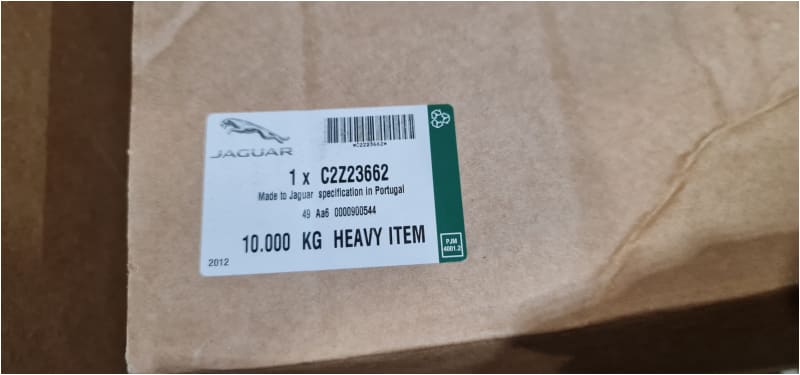 JAGUAR
*C2Z23662*
1 x C2Z23662
Made to Jaguar specification in Portugal
49 Aa6 0000900544
10.000 KG HEAVY ITEM
2012
PJM
4001.2